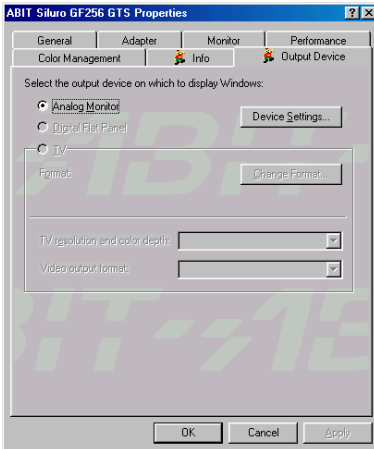 ABIT Siluro GF256 GTS Properties
General Adapter Monitor Performance
Color Management Info Output Device
Select the output device on which to display Windows:
Analog Monitor
Device Settings...
Digital Flat Panel
TV
Format:
Change Format...
TV resolution and color depth:
Video output format:
OK Cancel Apply